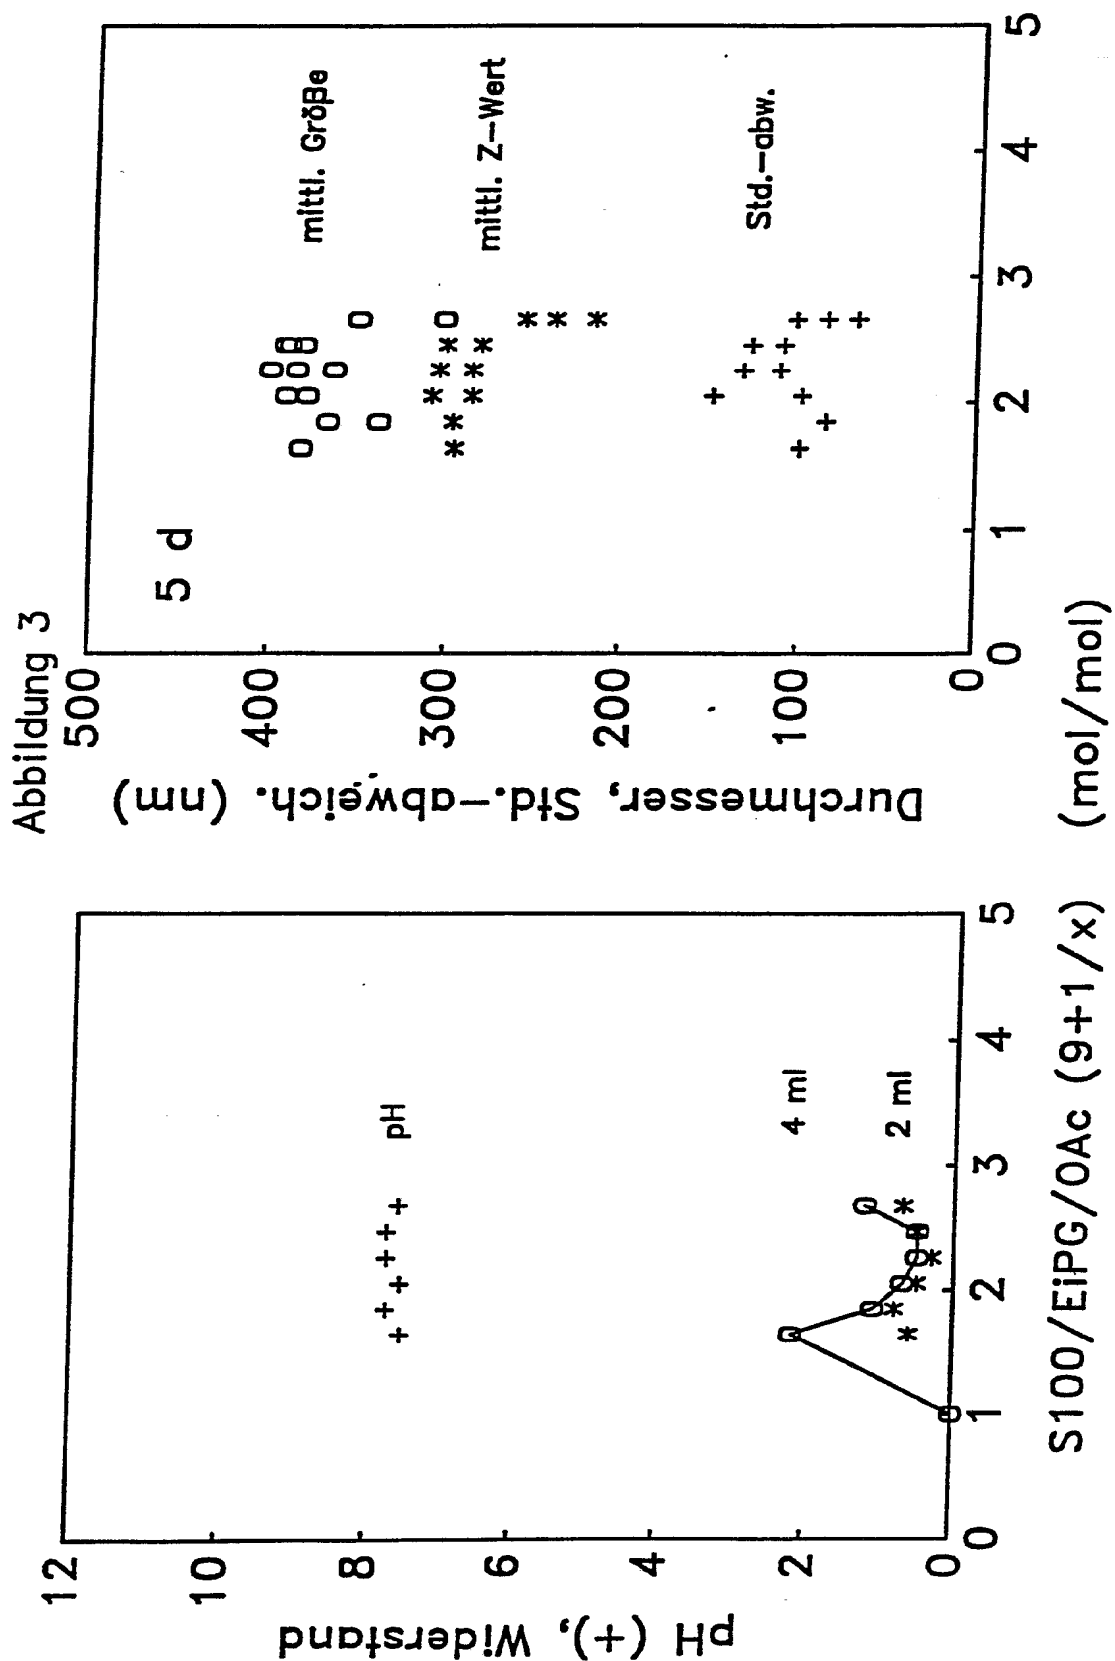 Abbildung 3
12
10
8
6
4
2
0
pH (+), Widerstand
pH
4 ml
2 ml
0 1 2 3 4 5
500
400
300
200
100
0
Durchmesser, Std.-abweich. (nm)
5 d
mittl. Größe
mittl. Z-Wert
Std.-abw.
0 1 2 3 4 5
S100/EiPG/OAc (9+1/x) (mol/mol)